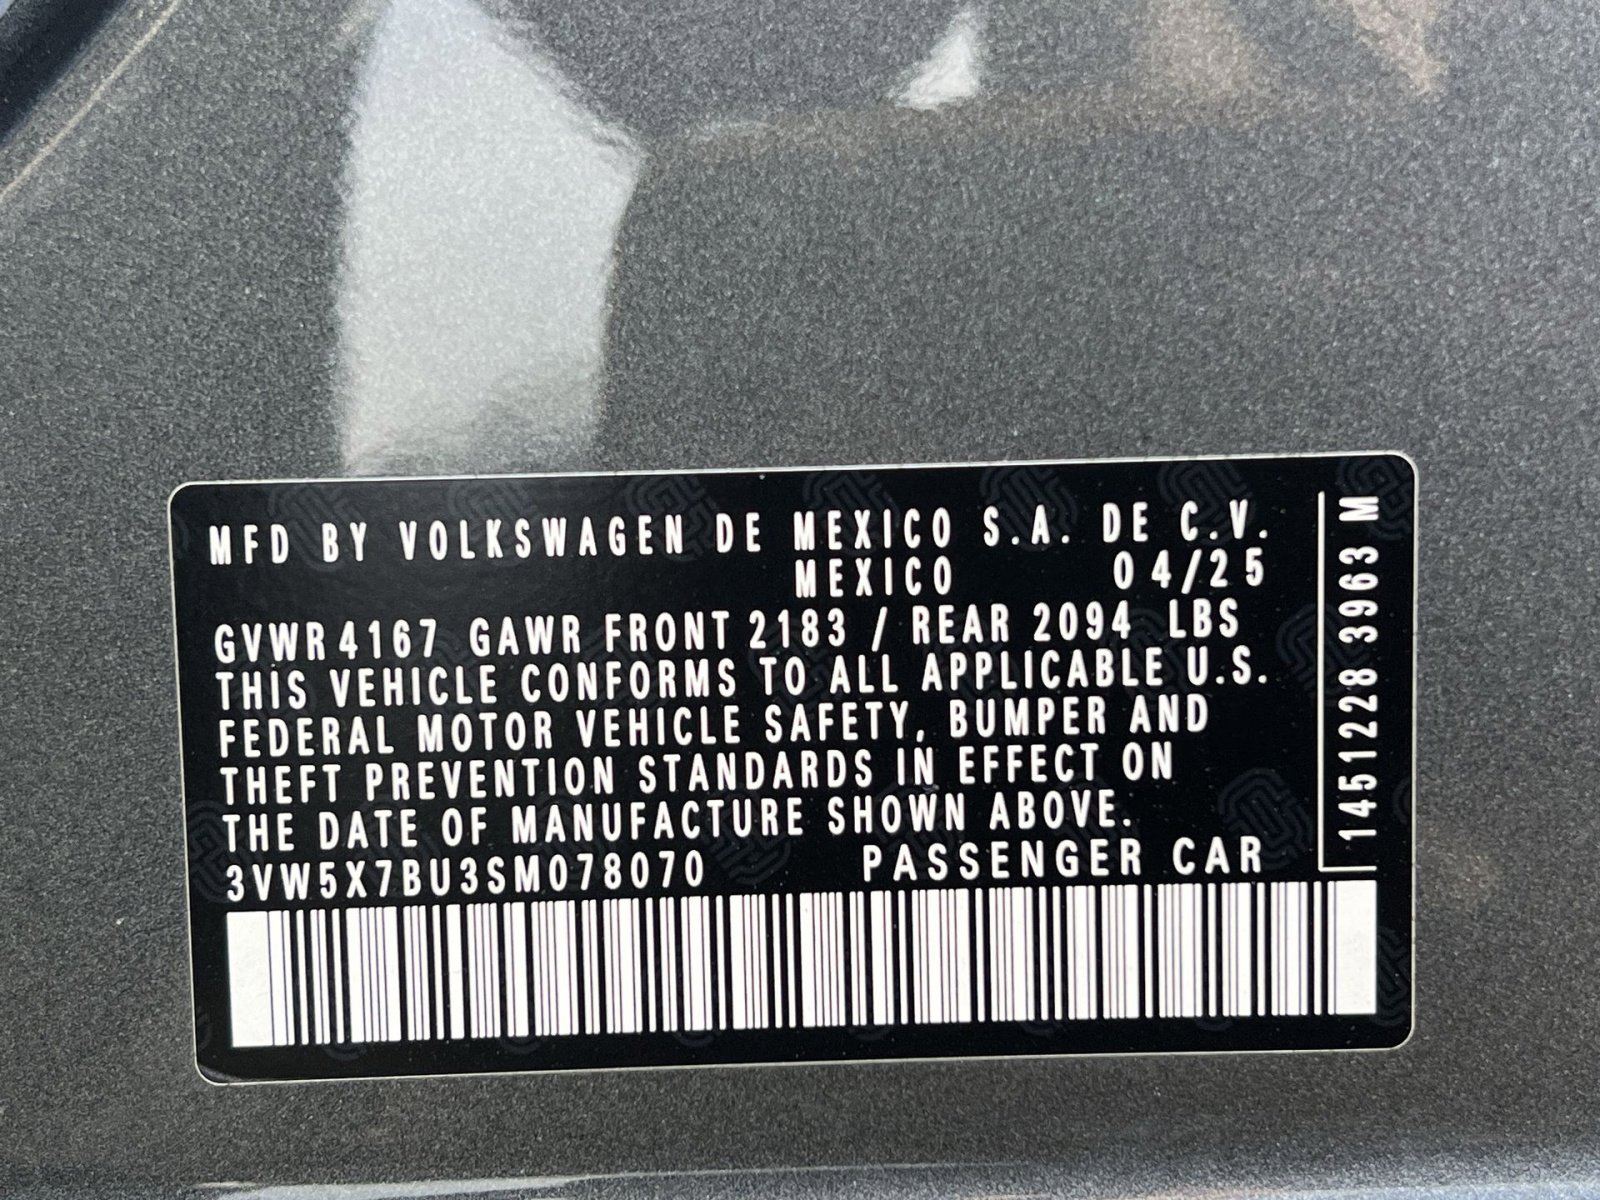 MFD BY VOLKSWAGEN DE MEXICO S.A. DE C.V.
MEXICO 04/25
GVWR 4167 GAWR FRONT 2183 / REAR 2094 LBS
THIS VEHICLE CONFORMS TO ALL APPLICABLE U.S.
FEDERAL MOTOR VEHICLE SAFETY, BUMPER AND
THEFT PREVENTION STANDARDS IN EFFECT ON
THE DATE OF MANUFACTURE SHOWN ABOVE.
3VW5X7BU3SM078070 PASSENGER CAR
1451228 3963 M